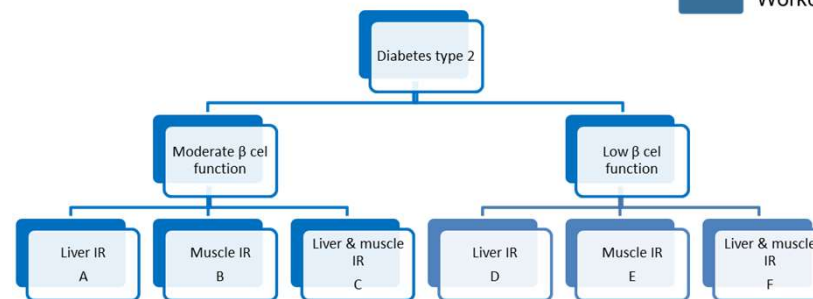 Diabetes type 2
Moderate β cel
function
Low β cel
function
Liver IR
A
Muscle IR
B
Liver & muscle
IR
C
Liver IR
D
Muscle IR
E
Liver & muscle
IR
F